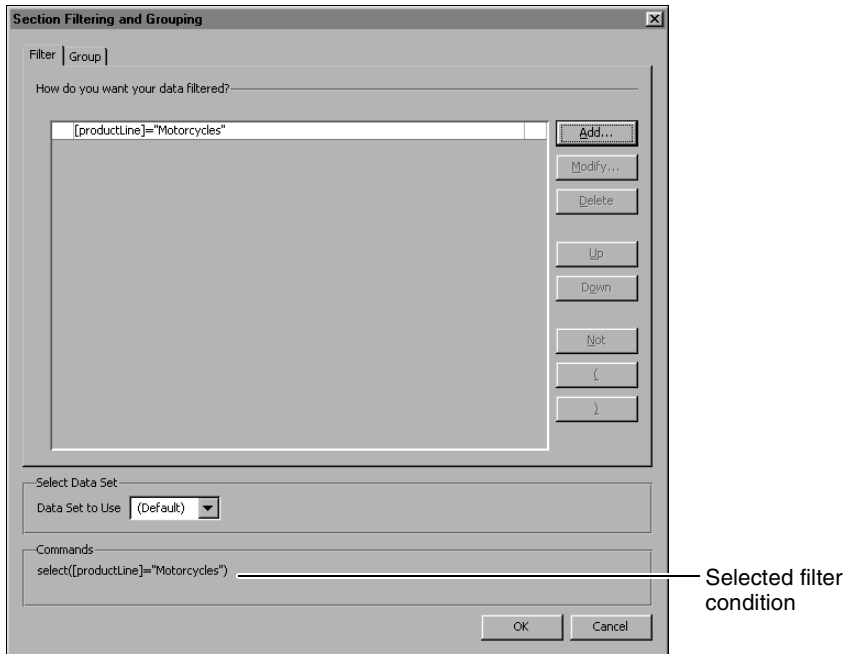 Section Filtering and Grouping
Filter
Group
How do you want your data filtered?
[productLine]="Motorcycles"
Add...
Modify...
Delete
Up
Down
Not
(
)
Select Data Set
Data Set to Use (Default)
Commands
select([productLine]="Motorcycles")
Selected filter
condition
OK
Cancel